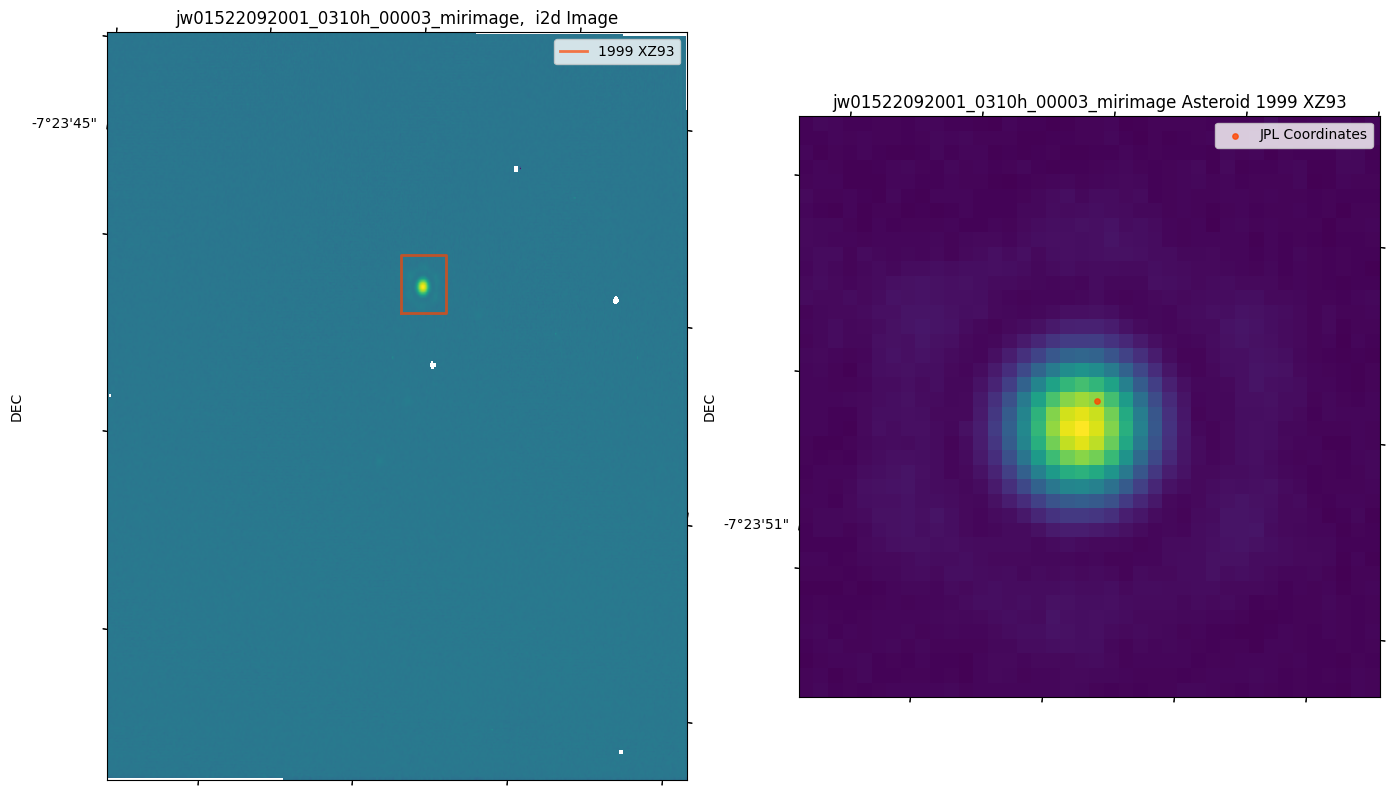 jw01522092001_0310h_00003_mirimage,  i2d Image
1999 XZ93
-7°23'45"
DEC
jw01522092001_0310h_00003_mirimage Asteroid 1999 XZ93
JPL Coordinates
DEC
-7°23'51"